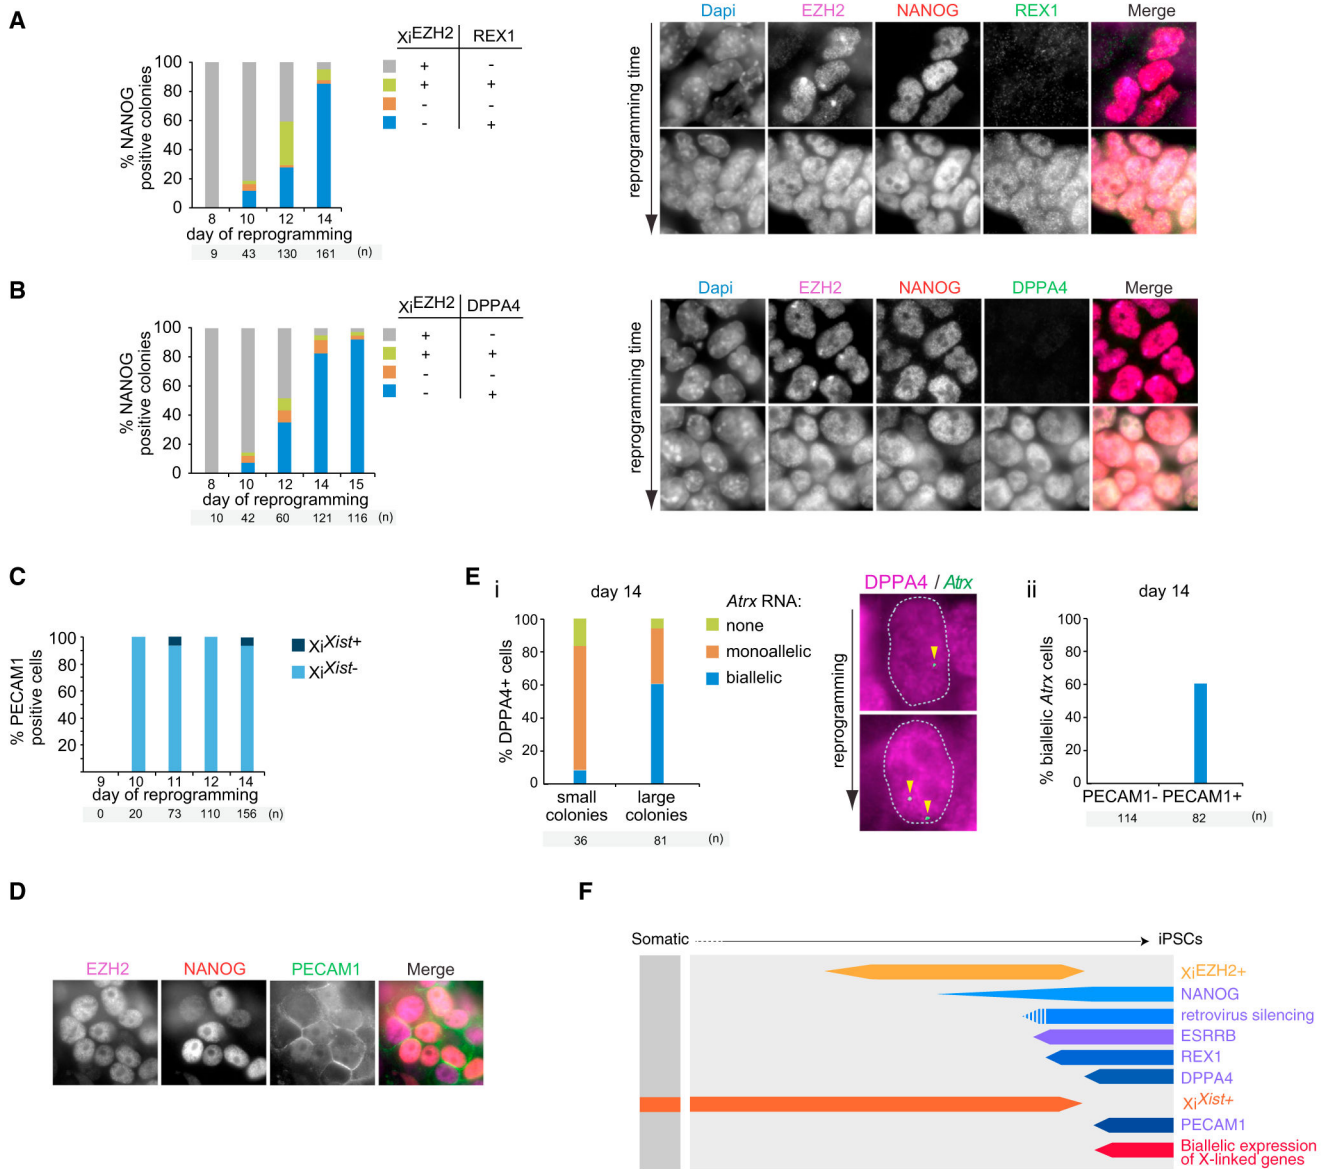 A
XiEZH2 REX1
+ -
+ +
- -
- +
% NANOG
positive colonies
100
80
60
40
20
0
8 10 12 14
day of reprogramming
9 43 130 161 (n)
Dapi EZH2 NANOG REX1 Merge
reprogramming time
B
XiEZH2 DPPA4
+ -
+ +
- -
- +
% NANOG
positive colonies
100
80
60
40
20
0
8 10 12 14 15
day of reprogramming
10 42 60 121 116 (n)
Dapi EZH2 NANOG DPPA4 Merge
reprogramming time
C
% PECAM1
positive cells
100
80
60
40
20
9 10 11 12 14
day of reprogramming
0 20 73 110 156 (n)
XiXist+
XiXist-
E
i
day 14
% DPPA4+ cells
100
80
60
40
20
0
small
colonies
large
colonies
36 81 (n)
Atrx RNA:
none
monoallelic
biallelic
DPPA4 / Atrx
reprogramming
ii
day 14
% biallelic Atrx cells
100
80
60
40
20
0
PECAM1- PECAM1+
114 82 (n)
D
EZH2 NANOG PECAM1 Merge
F
Somatic iPSCs
XiEZH2+
NANOG
retrovirus silencing
ESRRB
REX1
DPPA4
XiXist+
PECAM1
Biallelic expression
of X-linked genes